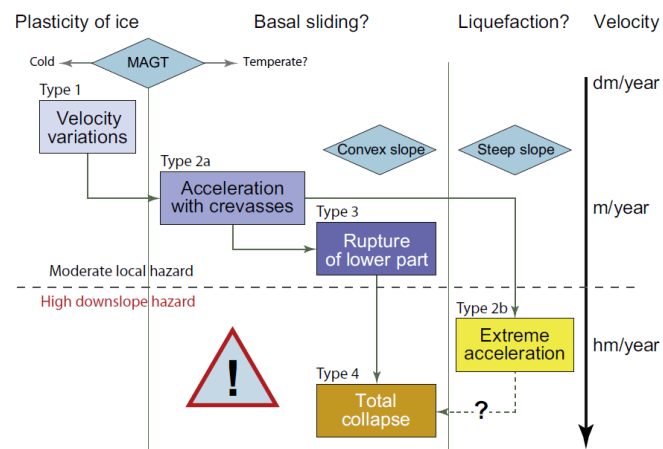 Plasticity of ice
Basal sliding?
Liquefaction?
Velocity
Cold
MAGT
Temperate?
dm/year
Type 1
Velocity
variations
Convex slope
Steep slope
Type 2a
Acceleration
with crevasses
m/year
Type 3
Rupture
of lower part
Moderate local hazard
High downslope hazard
Type 2b
Extreme
acceleration
hm/year
!
Type 4
Total
collapse
?